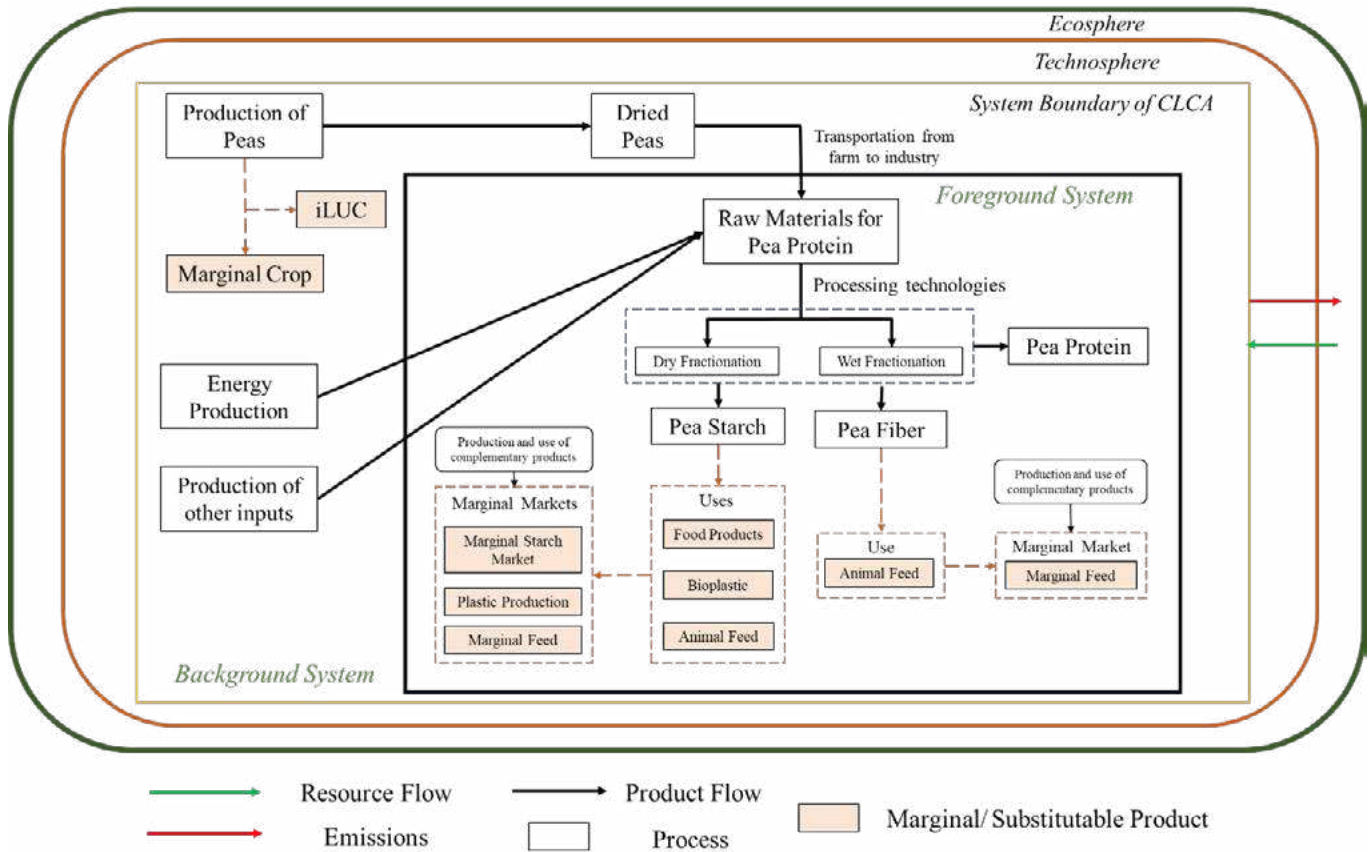 Ecosphere
Technosphere
System Boundary of CLCA
Production of
Peas
Dried
Peas
Transportation from
farm to industry
iLUC
Marginal Crop
Foreground System
Raw Materials for
Pea Protein
Processing technologies
Dry Fractionation
Wet Fractionation
Pea Protein
Energy
Production
Pea Starch
Pea Fiber
Production and use of
complementary products
Production of
other inputs
Marginal Markets
Marginal Starch
Market
Plastic Production
Marginal Feed
Uses
Food Products
Bioplastic
Animal Feed
Use
Animal Feed
Production and use of
complementary products
Marginal Market
Marginal Feed
Background System
Resource Flow
Product Flow
Marginal/ Substitutable Product
Emissions
Process